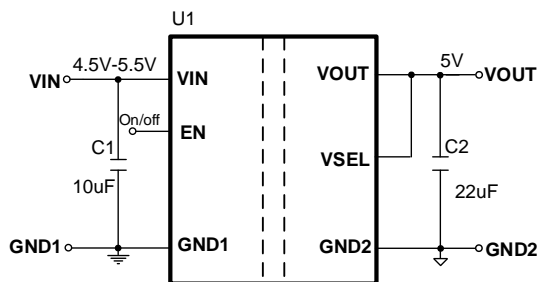 U1
4.5V-5.5V
VIN
VIN
VOUT
5V
VOUT
On/off
EN
C1
10uF
VSEL
C2
22uF
GND1
GND1
GND2
GND2